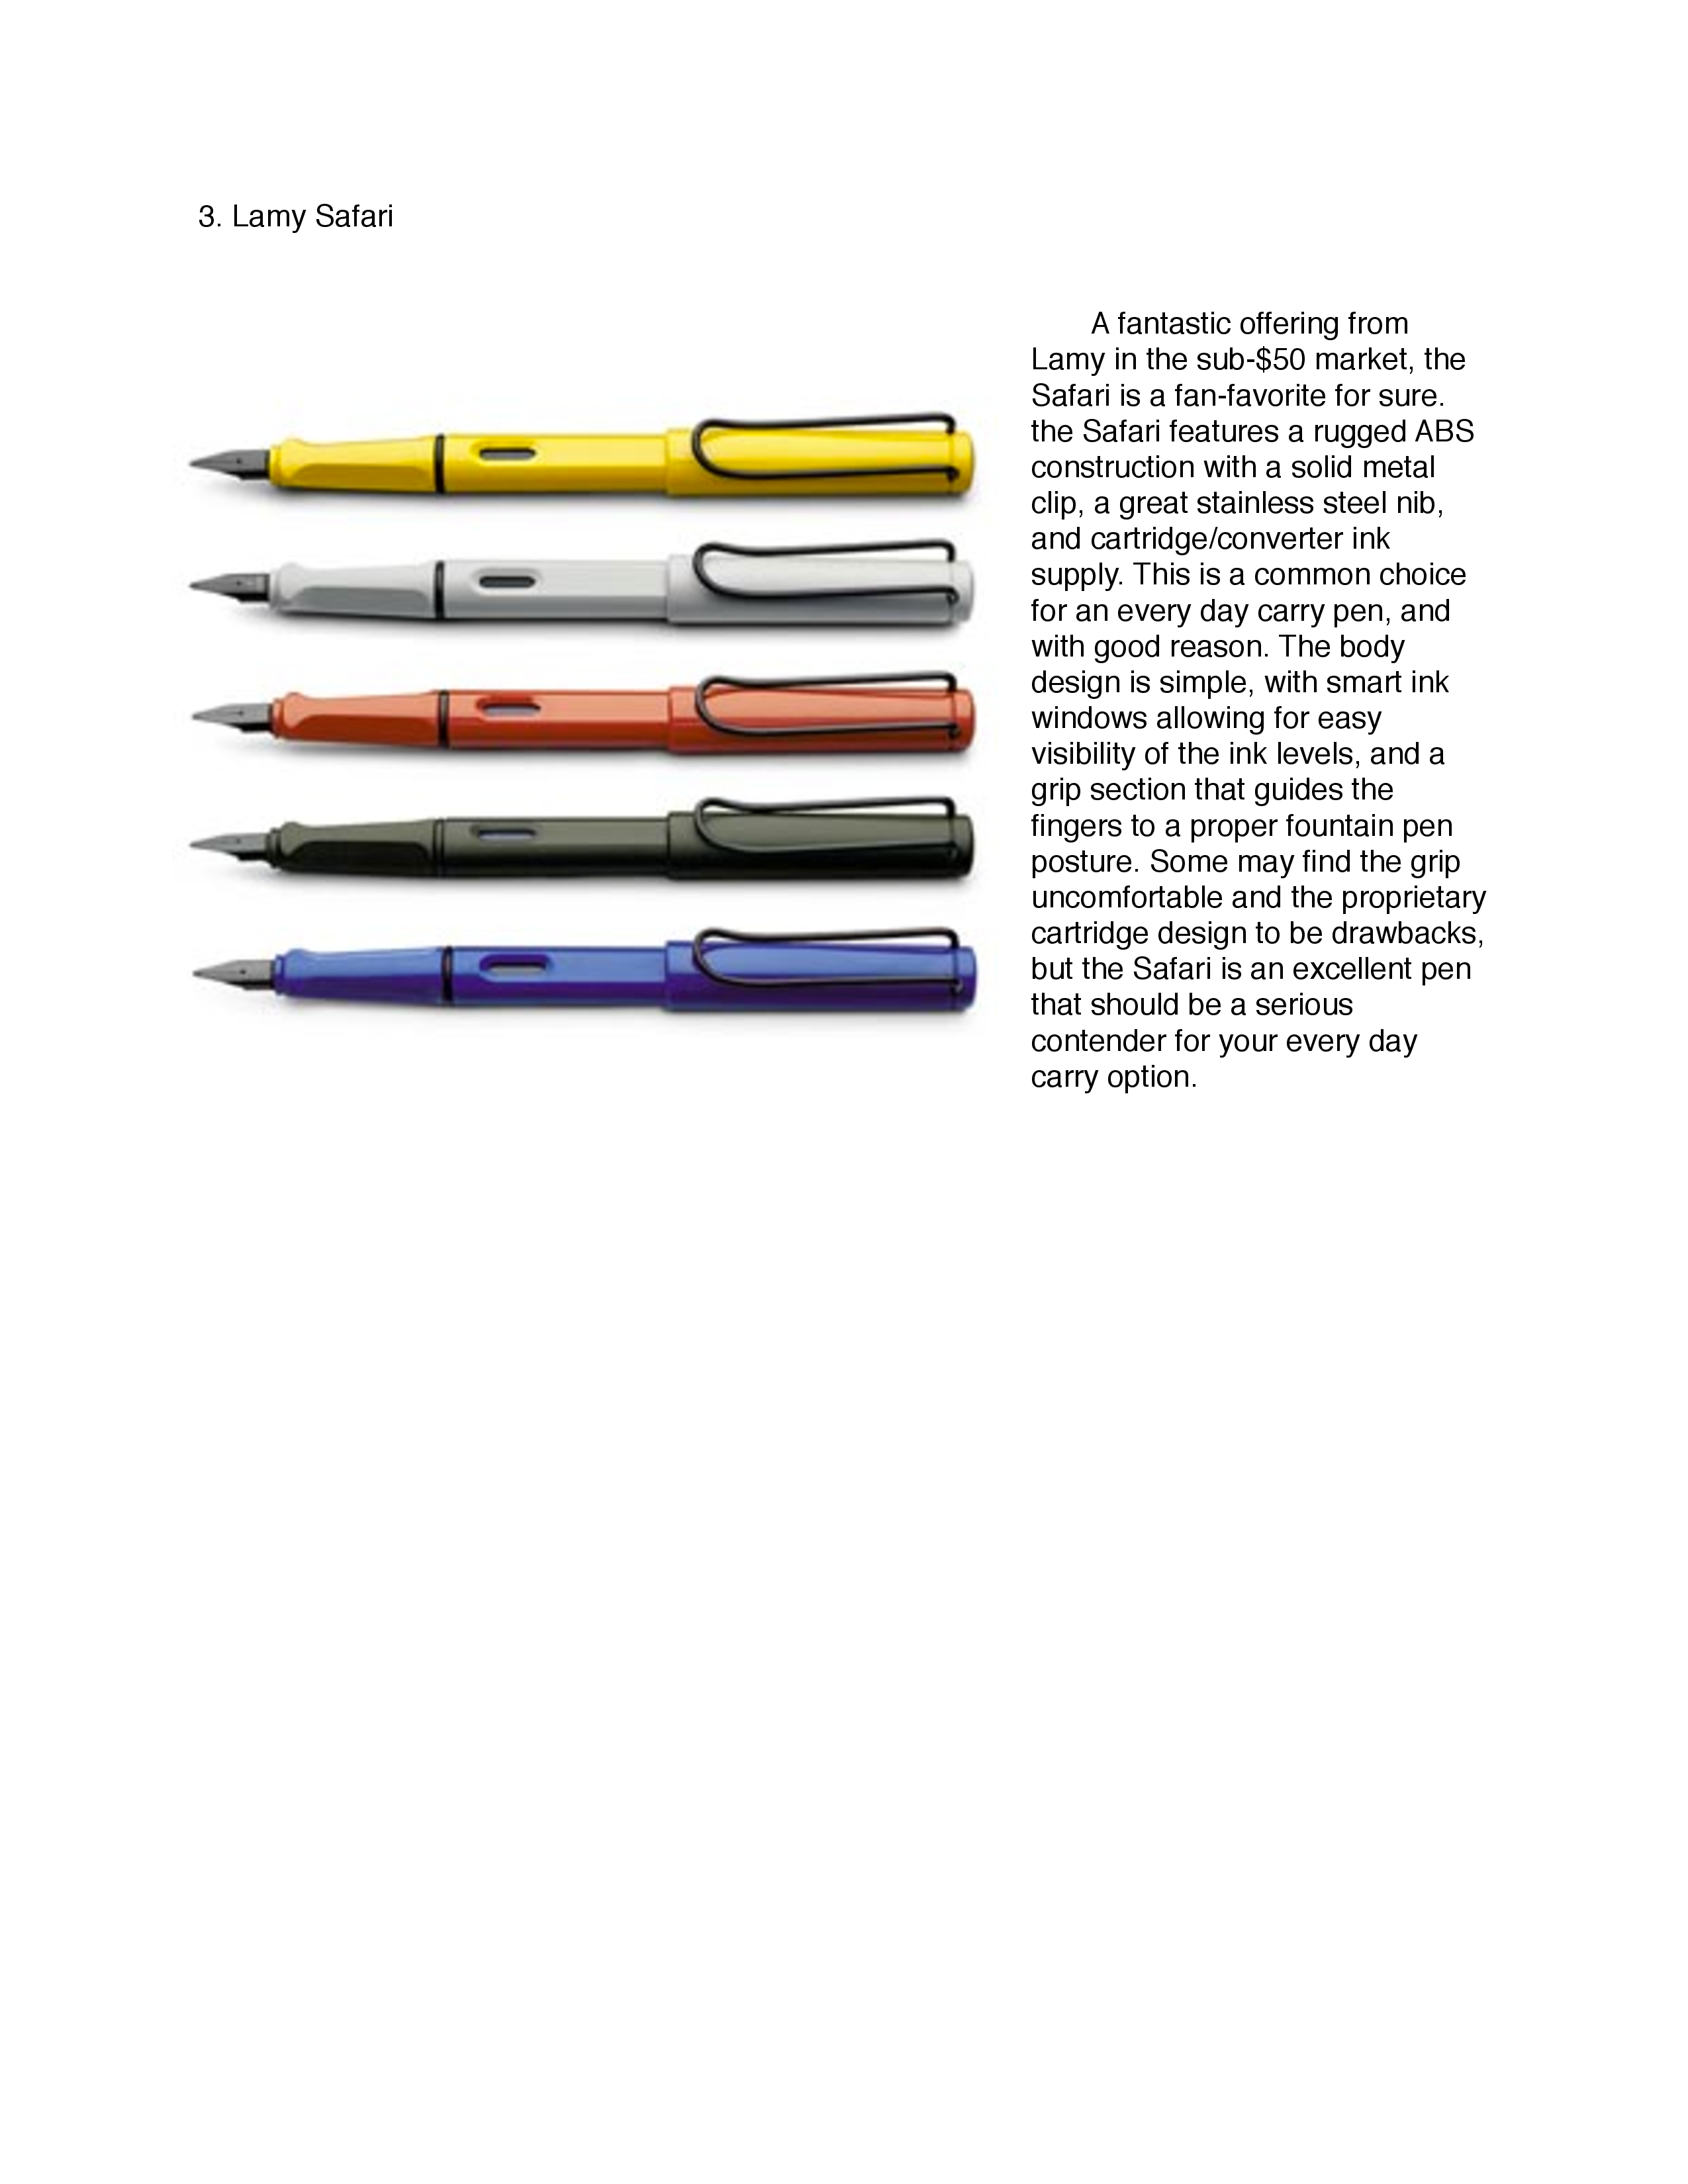 3. Lamy Safari
A fantastic offering from
Lamy in the sub-$50 market, the
Safari is a fan-favorite for sure.
the Safari features a rugged ABS
construction with a solid metal
clip, a great stainless steel nib,
and cartridge/converter ink
supply. This is a common choice
for an every day carry pen, and
with good reason. The body
design is simple, with smart ink
windows allowing for easy
visibility of the ink levels, and a
grip section that guides the
fingers to a proper fountain pen
posture. Some may find the grip
uncomfortable and the proprietary
cartridge design to be drawbacks,
but the Safari is an excellent pen
that should be a serious
contender for your every day
carry option.